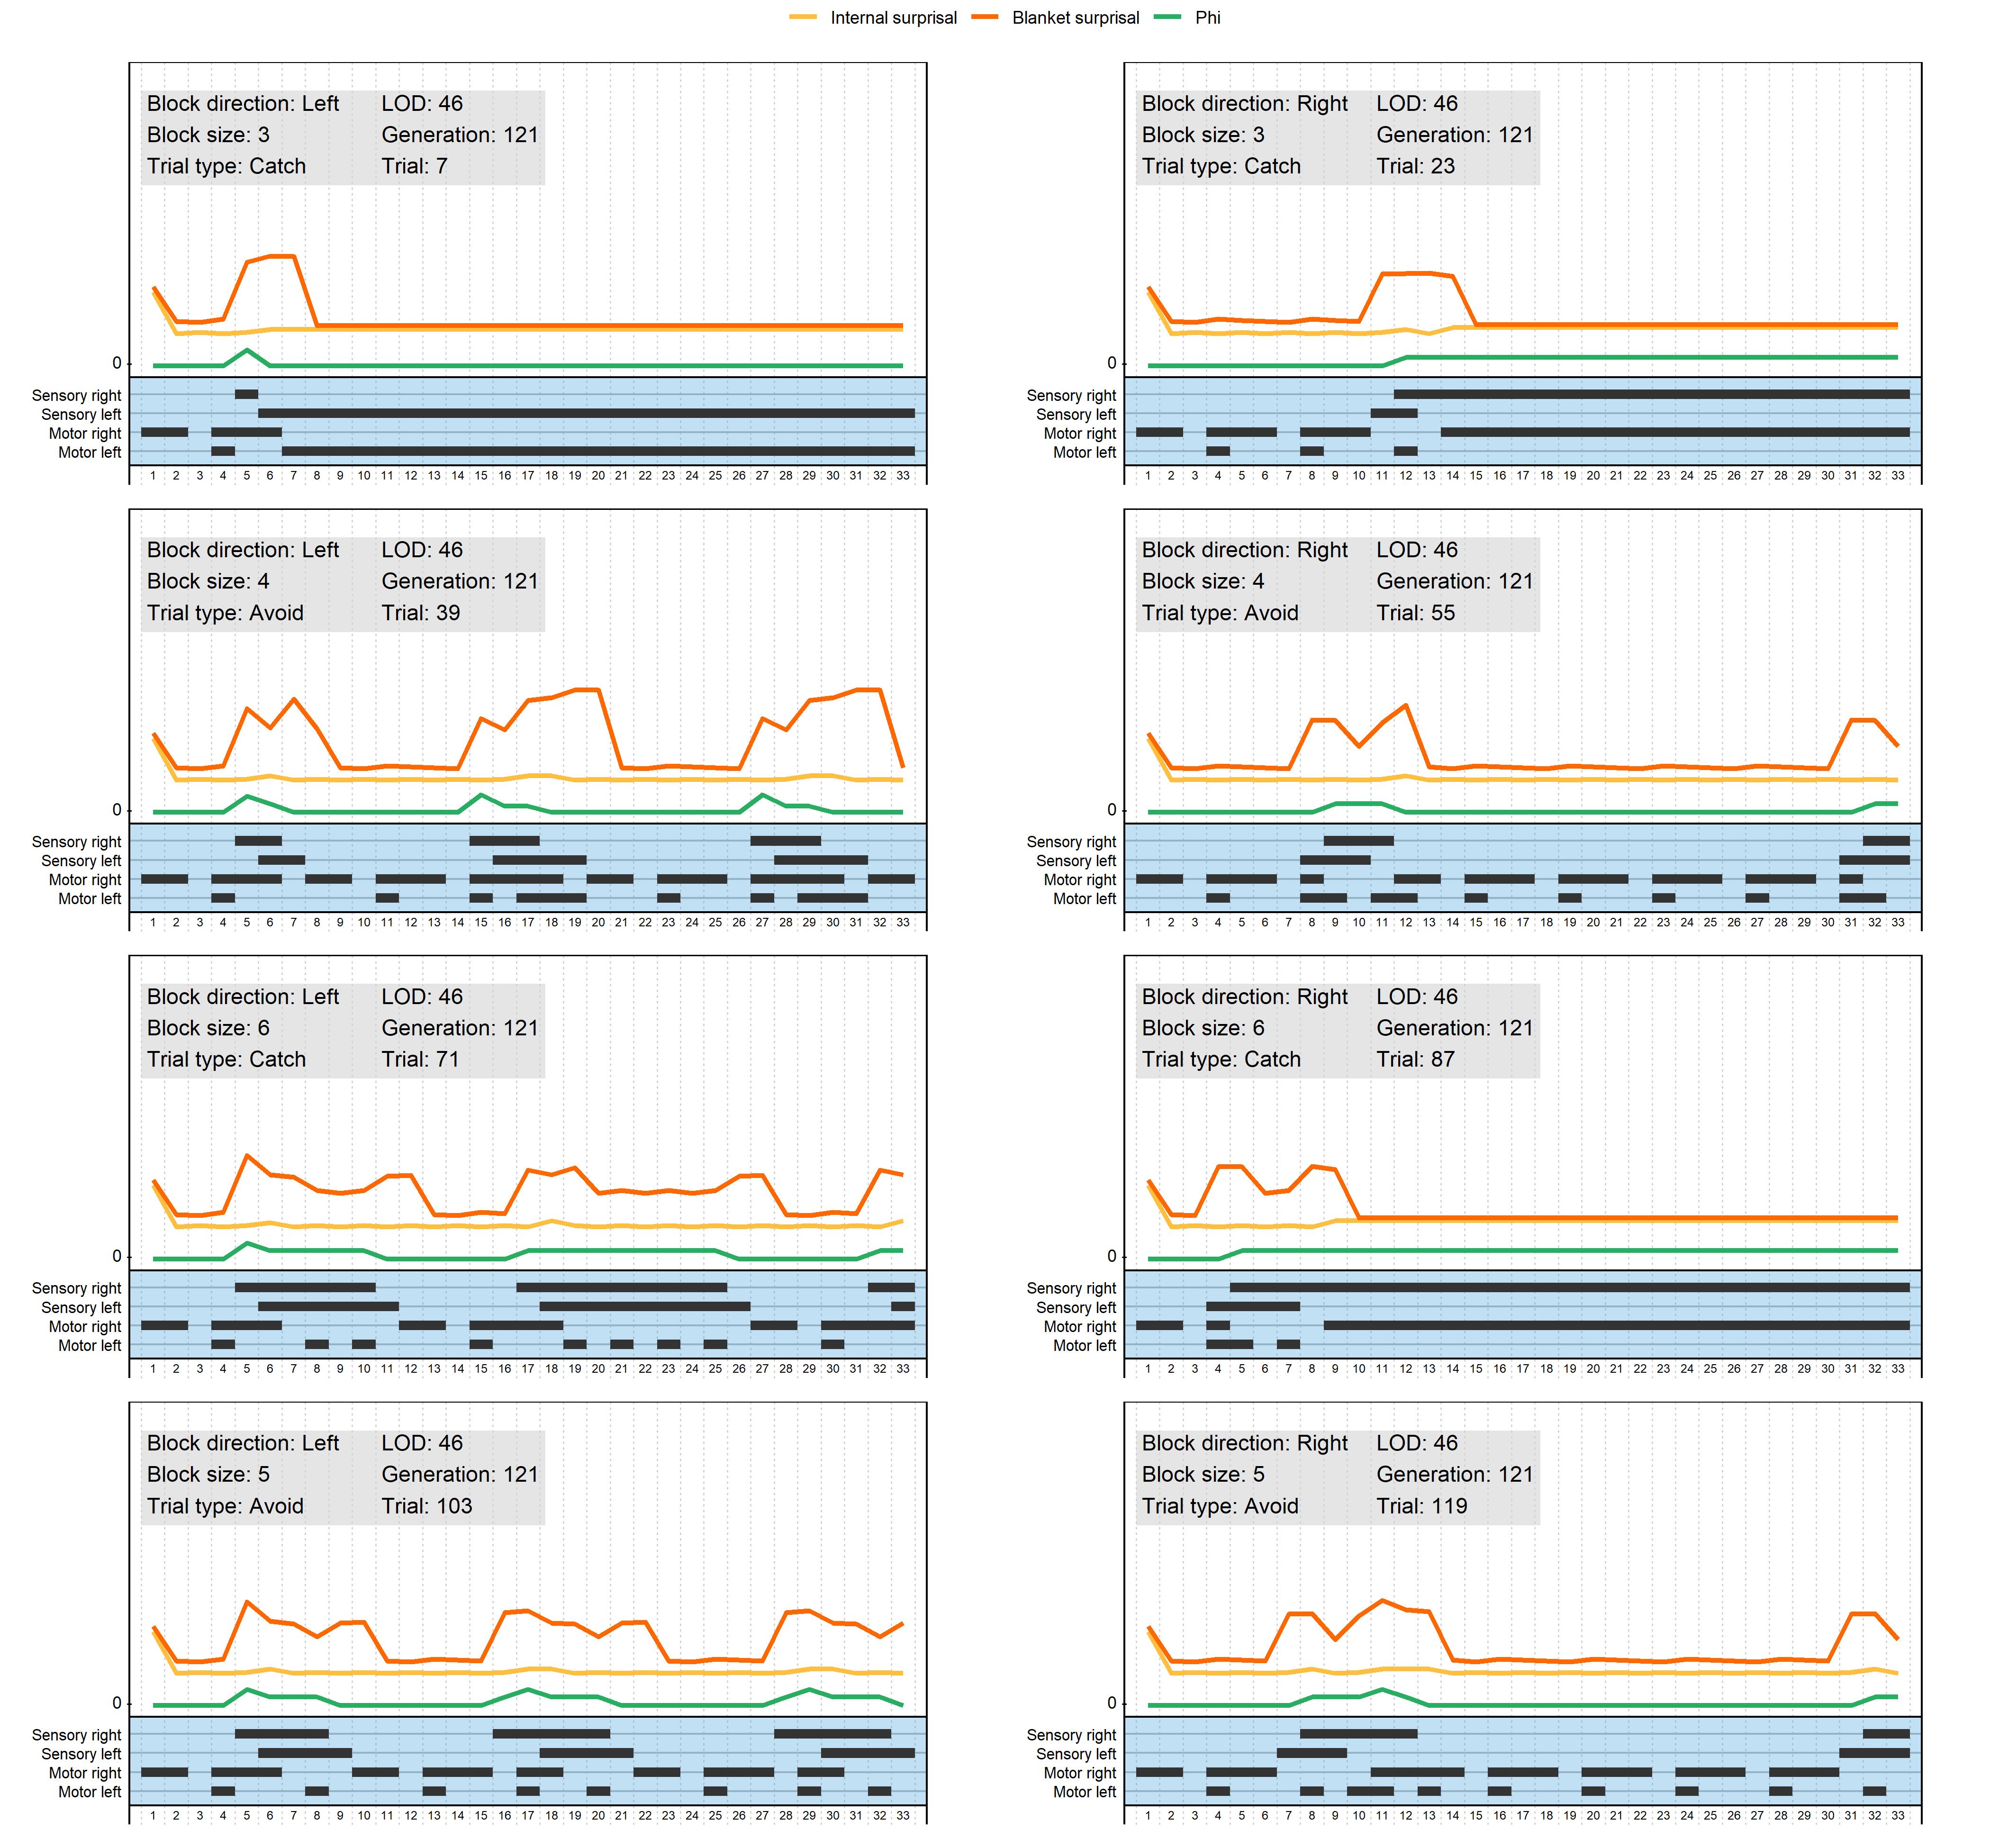 Internal surprisal Blanket surprisal Phi
Block direction: Left LOD: 46
Block size: 3 Generation: 121
Trial type: Catch Trial: 7
0
Sensory right
Sensory left
Motor right
Motor left
1 2 3 4 5 6 7 8 9 10 11 12 13 14 15 16 17 18 19 20 21 22 23 24 25 26 27 28 29 30 31 32 33
Block direction: Right LOD: 46
Block size: 3 Generation: 121
Trial type: Catch Trial: 23
0
Sensory right
Sensory left
Motor right
Motor left
1 2 3 4 5 6 7 8 9 10 11 12 13 14 15 16 17 18 19 20 21 22 23 24 25 26 27 28 29 30 31 32 33
Block direction: Left LOD: 46
Block size: 4 Generation: 121
Trial type: Avoid Trial: 39
0
Sensory right
Sensory left
Motor right
Motor left
1 2 3 4 5 6 7 8 9 10 11 12 13 14 15 16 17 18 19 20 21 22 23 24 25 26 27 28 29 30 31 32 33
Block direction: Right LOD: 46
Block size: 4 Generation: 121
Trial type: Avoid Trial: 55
0
Sensory right
Sensory left
Motor right
Motor left
1 2 3 4 5 6 7 8 9 10 11 12 13 14 15 16 17 18 19 20 21 22 23 24 25 26 27 28 29 30 31 32 33
Block direction: Left LOD: 46
Block size: 6 Generation: 121
Trial type: Catch Trial: 71
0
Sensory right
Sensory left
Motor right
Motor left
1 2 3 4 5 6 7 8 9 10 11 12 13 14 15 16 17 18 19 20 21 22 23 24 25 26 27 28 29 30 31 32 33
Block direction: Right LOD: 46
Block size: 6 Generation: 121
Trial type: Catch Trial: 87
0
Sensory right
Sensory left
Motor right
Motor left
1 2 3 4 5 6 7 8 9 10 11 12 13 14 15 16 17 18 19 20 21 22 23 24 25 26 27 28 29 30 31 32 33
Block direction: Left LOD: 46
Block size: 5 Generation: 121
Trial type: Avoid Trial: 103
0
Sensory right
Sensory left
Motor right
Motor left
1 2 3 4 5 6 7 8 9 10 11 12 13 14 15 16 17 18 19 20 21 22 23 24 25 26 27 28 29 30 31 32 33
Block direction: Right LOD: 46
Block size: 5 Generation: 121
Trial type: Avoid Trial: 119
0
Sensory right
Sensory left
Motor right
Motor left
1 2 3 4 5 6 7 8 9 10 11 12 13 14 15 16 17 18 19 20 21 22 23 24 25 26 27 28 29 30 31 32 33